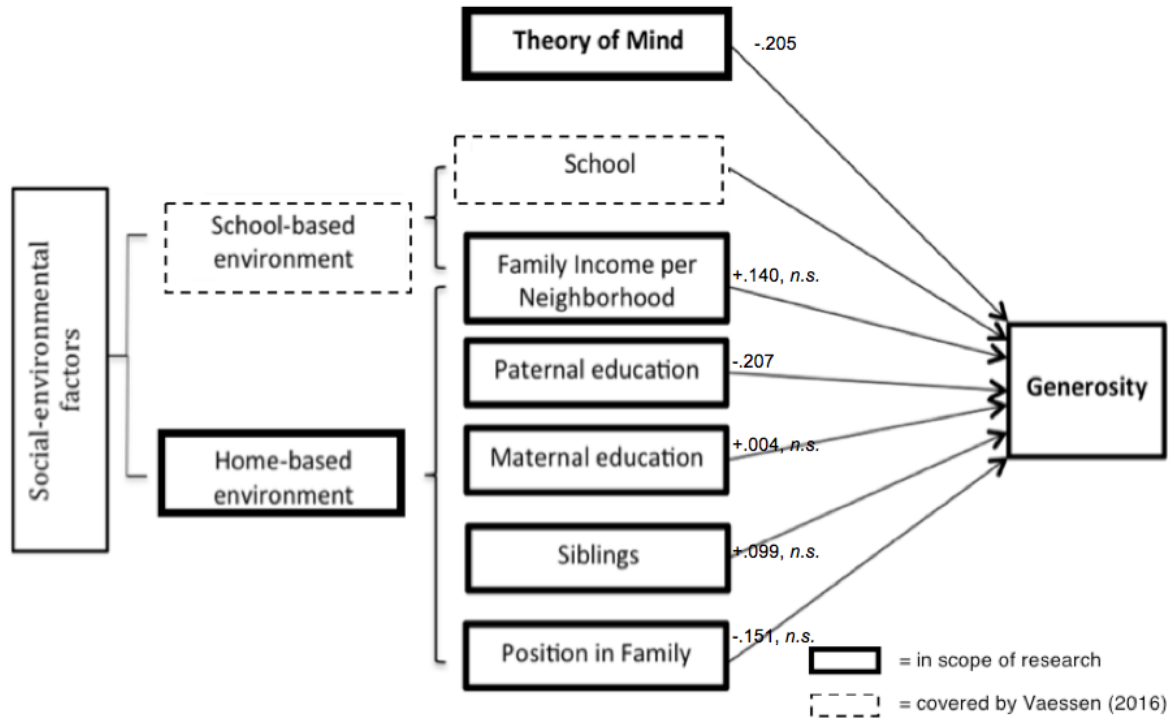 Theory of Mind
-.205
School
School-based
environment
Family Income per
Neighborhood
+.140, n.s.
Social-environmental
factors
Paternal education
-.207
Generosity
Home-based
environment
Maternal education
+.004, n.s.
Siblings
+.099, n.s.
Position in Family
-.151, n.s.
= in scope of research
= covered by Vaessen (2016)